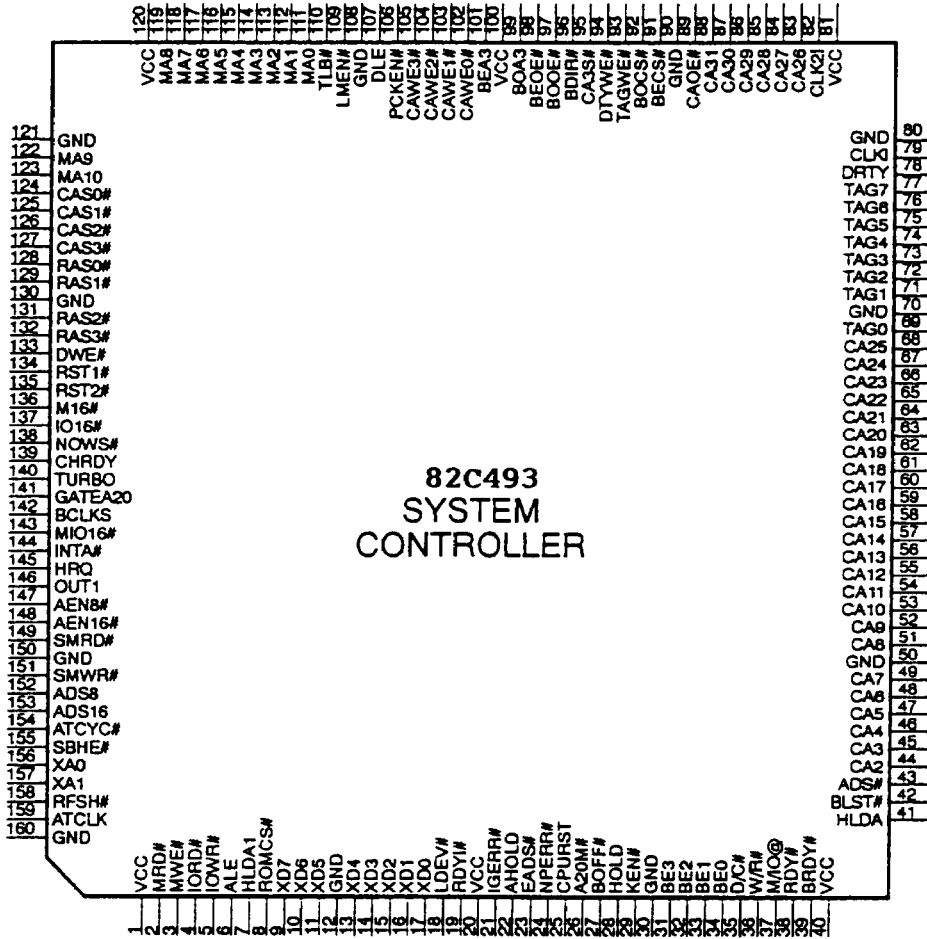 120 119 118 117 116 115 114 113 112 111 110 109 108 107 106 105 104 103 102 101 100 99 98 97 96 95 94 93 92 91 90 89 88 87 86 85 84 83 82 81
VCC MA8 MA7 MA6 MA5 MA4 MA3 MA2 MA1 MA0 TLB# LMEN# GND DLE PCKEN# CAWE3# CAWE2# CAWE1# CAWE0# BEA3 VCC BOA3 BEOE# BOOE# BDIR# CA3S# DTYWE# TAGWE# BOCS# BECS# GND CAOE# CA31 CA30 CA29 CA28 CA27 CA26 CLK2I VCC
121 GND
122 MA9
123 MA10
124 CAS0#
125 CAS1#
126 CAS2#
127 CAS3#
128 RAS0#
129 RAS1#
130 GND
131 RAS2#
132 RAS3#
133 DWE#
134 RST1#
135 RST2#
136 M16#
137 IO16#
138 NOWS#
139 CHRDY
140 TURBO
141 GATEA20
142 BCLKS
143 MIO16#
144 INTA#
145 HRQ
146 OUT1
147 AEN8#
148 AEN16#
149 SMRD#
150 GND
151 SMWR#
152 ADS8
153 ADS16
154 ATCYC#
155 SBHE#
156 XA0
157 XA1
158 RFSH#
159 ATCLK
160 GND
82C493
SYSTEM
CONTROLLER
GND 80
CLKI 79
DRTY 78
TAG7 77
TAG6 76
TAG5 75
TAG4 74
TAG3 73
TAG2 72
TAG1 71
GND 70
TAG0 69
CA25 68
CA24 67
CA23 66
CA22 65
CA21 64
CA20 63
CA19 62
CA18 61
CA17 60
CA16 59
CA15 58
CA14 57
CA13 56
CA12 55
CA11 54
CA10 53
CA9 52
CA8 51
GND 50
CA7 49
CA6 48
CA5 47
CA4 46
CA3 45
CA2 44
ADS# 43
BLST# 42
HLDA 41
VCC MRD# MWE# IORD# IOWR# ALE HLDA1 ROMCS# XD7 XD6 XD5 GND XD4 XD3 XD2 XD1 XD0 LDEV# RDYI# VCC IGERR# AHOLD EADS# NPERR# CPURST A20M# BOFF# HOLD KEN# GND BE3 BE2 BE1 BE0 D/C# W/R# M/IO@ RDY# BRDY# VCC
1 2 3 4 5 6 7 8 9 10 11 12 13 14 15 16 17 18 19 20 21 22 23 24 25 26 27 28 29 30 31 32 33 34 35 36 37 38 39 40